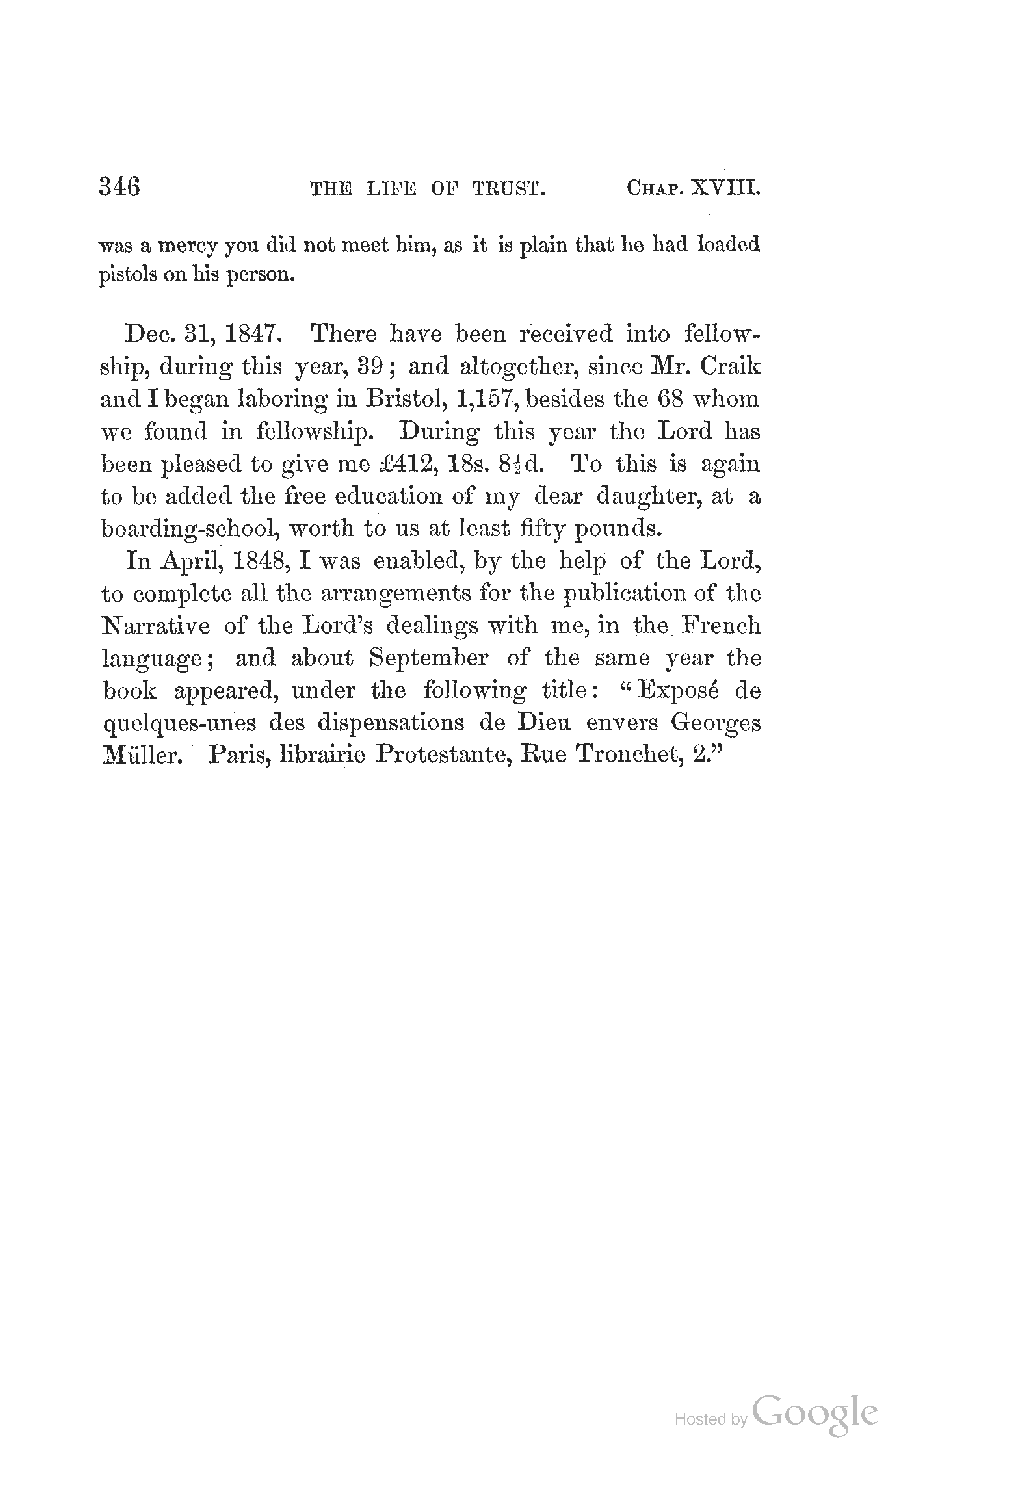 346 THE LIFE OF TRUST. CHAP. XVIII.
was a mercy you did not meet him, as it is plain that he had loaded
pistols on his person.
Dec. 31, 1847. There have been received into fellow-
ship, during this year, 39; and altogether, since Mr. Craik
and I began laboring in Bristol, 1,157, besides the 68 whom
we found in fellowship. During this year the Lord has
been pleased to give me £412, 18s. 8½d. To this is again
to be added the free education of my dear daughter, at a
boarding-school, worth to us at least fifty pounds.
In April, 1848, I was enabled, by the help of the Lord,
to complete all the arrangements for the publication of the
Narrative of the Lord's dealings with me, in the French
language; and about September of the same year the
book appeared, under the following title: “Exposé de
quelques-unes des dispensations de Dieu envers Georges
Müller. Paris, librairie Protestante, Rue Tronchet, 2.”
Hosted by Google